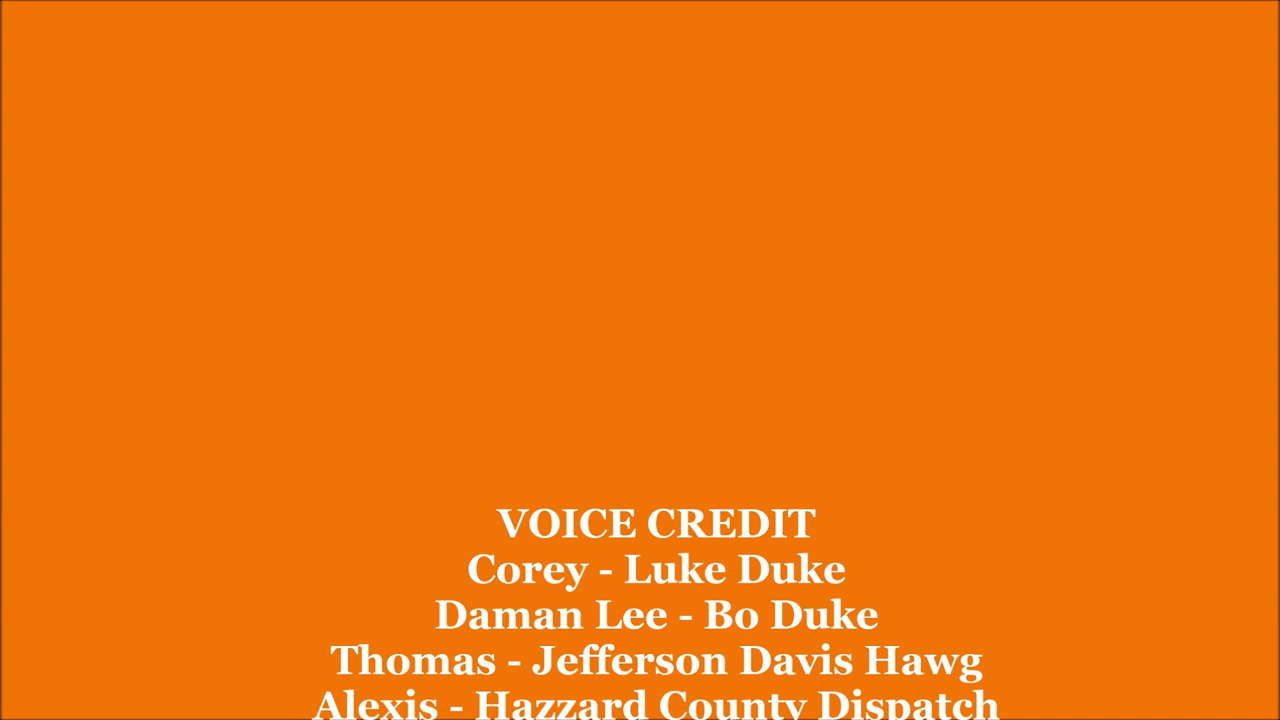 VOICE CREDIT
Corey - Luke Duke
Daman Lee - Bo Duke
Thomas - Jefferson Davis Hawg
Alexis - Hazzard County Dispatch